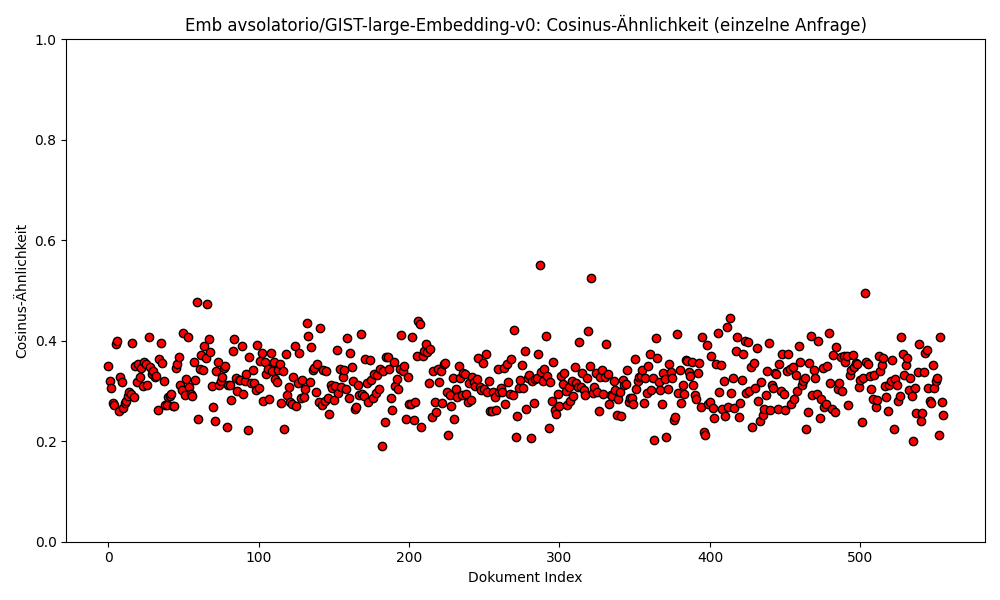 Emb avsolatorio/GIST-large-Embedding-v0: Cosinus-Ähnlichkeit (einzelne Anfrage)
1.0
0.8
0.6
0.4
0.2
0.0
Cosinus-Ähnlichkeit
0 100 200 300 400 500
Dokument Index